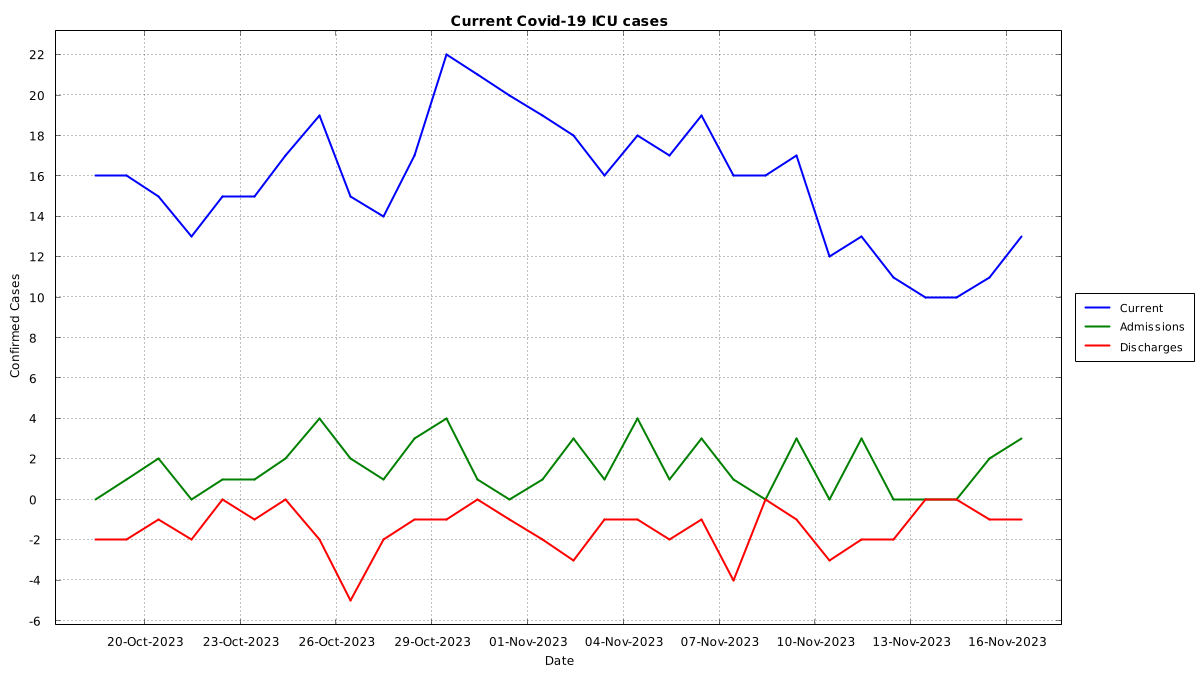 Current Covid-19 ICU cases
Confirmed Cases
22
20
18
16
14
12
10
8
6
4
2
0
-2
-4
-6
20-Oct-2023 23-Oct-2023 26-Oct-2023 29-Oct-2023 01-Nov-2023 04-Nov-2023 07-Nov-2023 10-Nov-2023 13-Nov-2023 16-Nov-2023
Date
Current
Admissions
Discharges